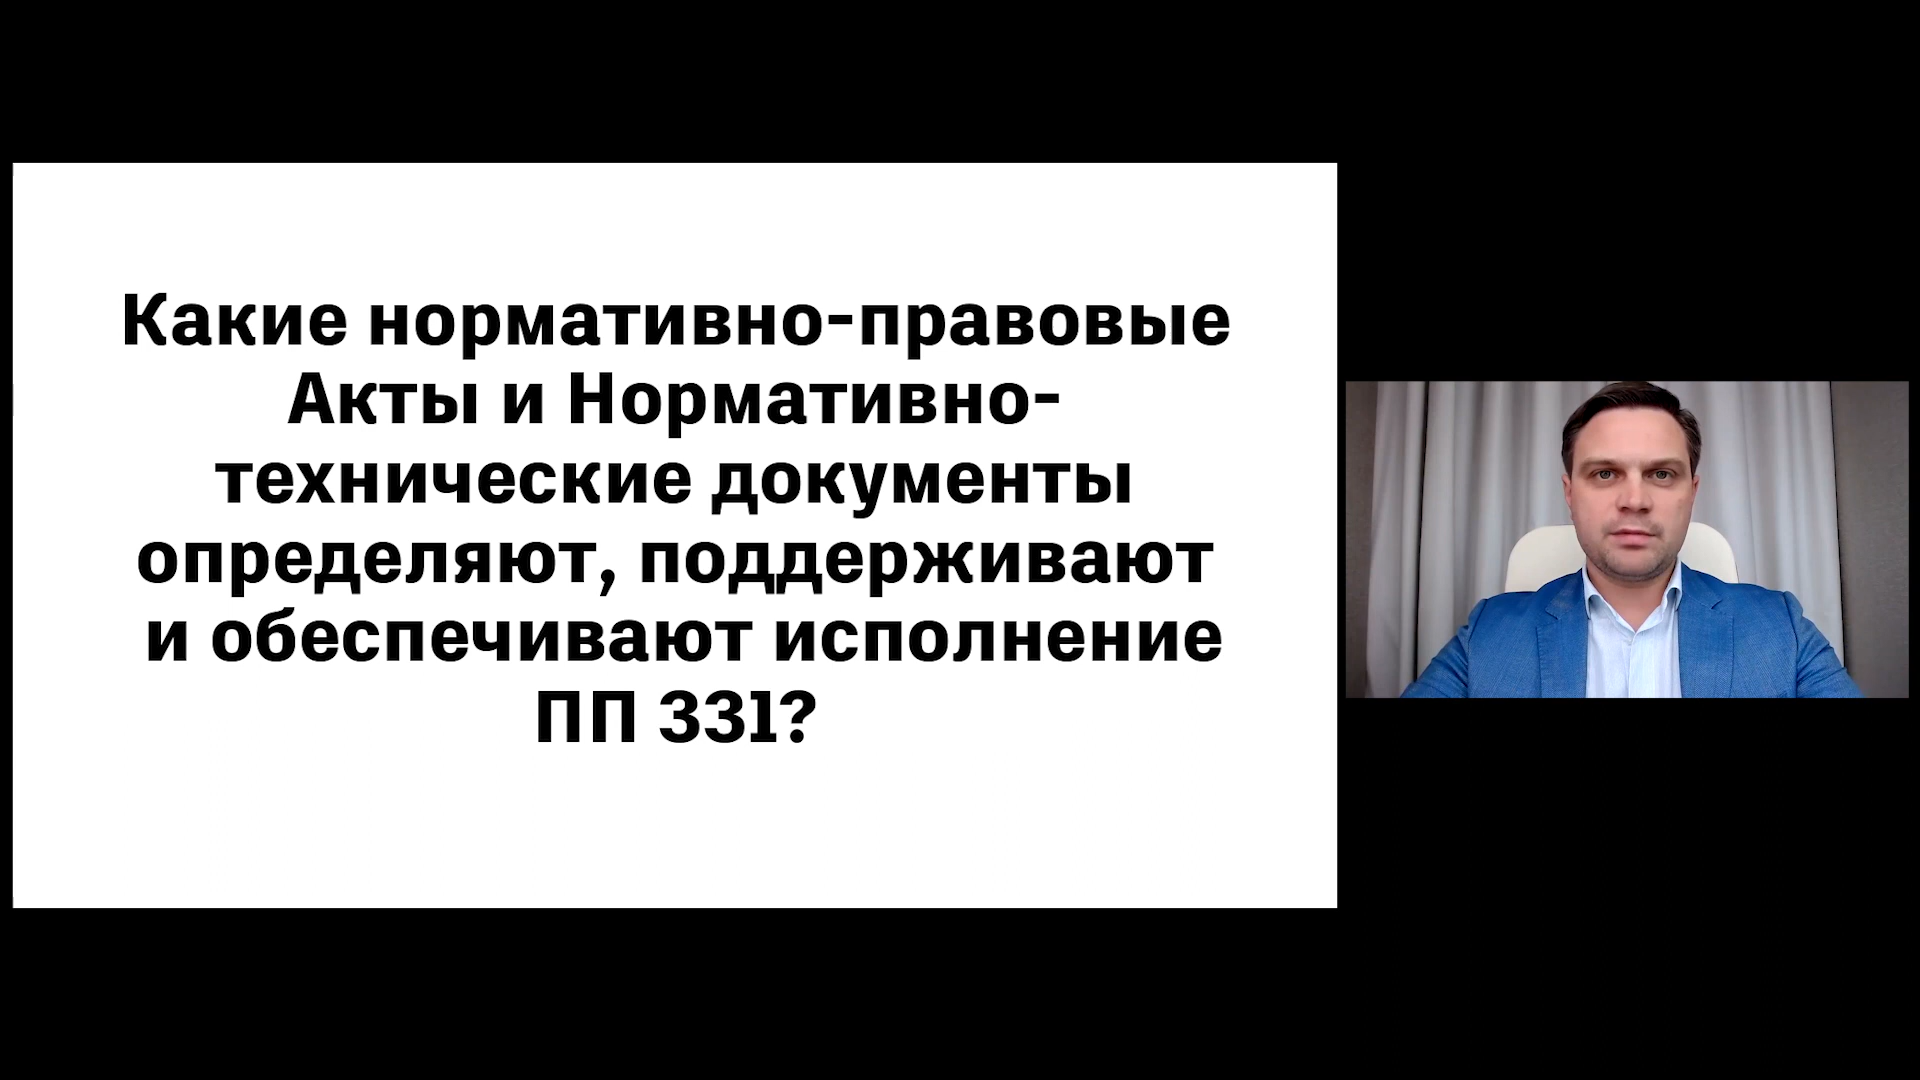 Какие нормативно-правовые
Акты и Нормативно-
технические документы
определяют, поддерживают
и обеспечивают исполнение
ПП 331?